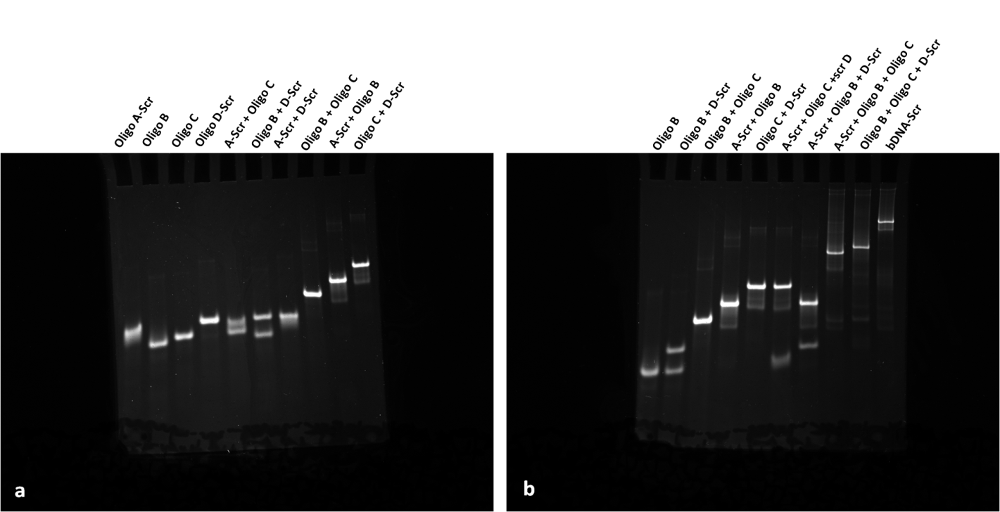 Oligo A-Scr
Oligo B
Oligo C
Oligo D-Scr
A-Scr + Oligo C
Oligo B + D-Scr
A-Scr + D-Scr
Oligo B + Oligo C
A-Scr + Oligo B
Oligo C + D-Scr
a
Oligo B
Oligo B + D-Scr
Oligo B + Oligo C
A-Scr + Oligo B
Oligo C + D-Scr
A-Scr + Oligo C +scr D
A-Scr + Oligo B + D-Scr
A-Scr + Oligo B + Oligo C
Oligo B + Oligo C + D-Scr
bDNA-Scr
b